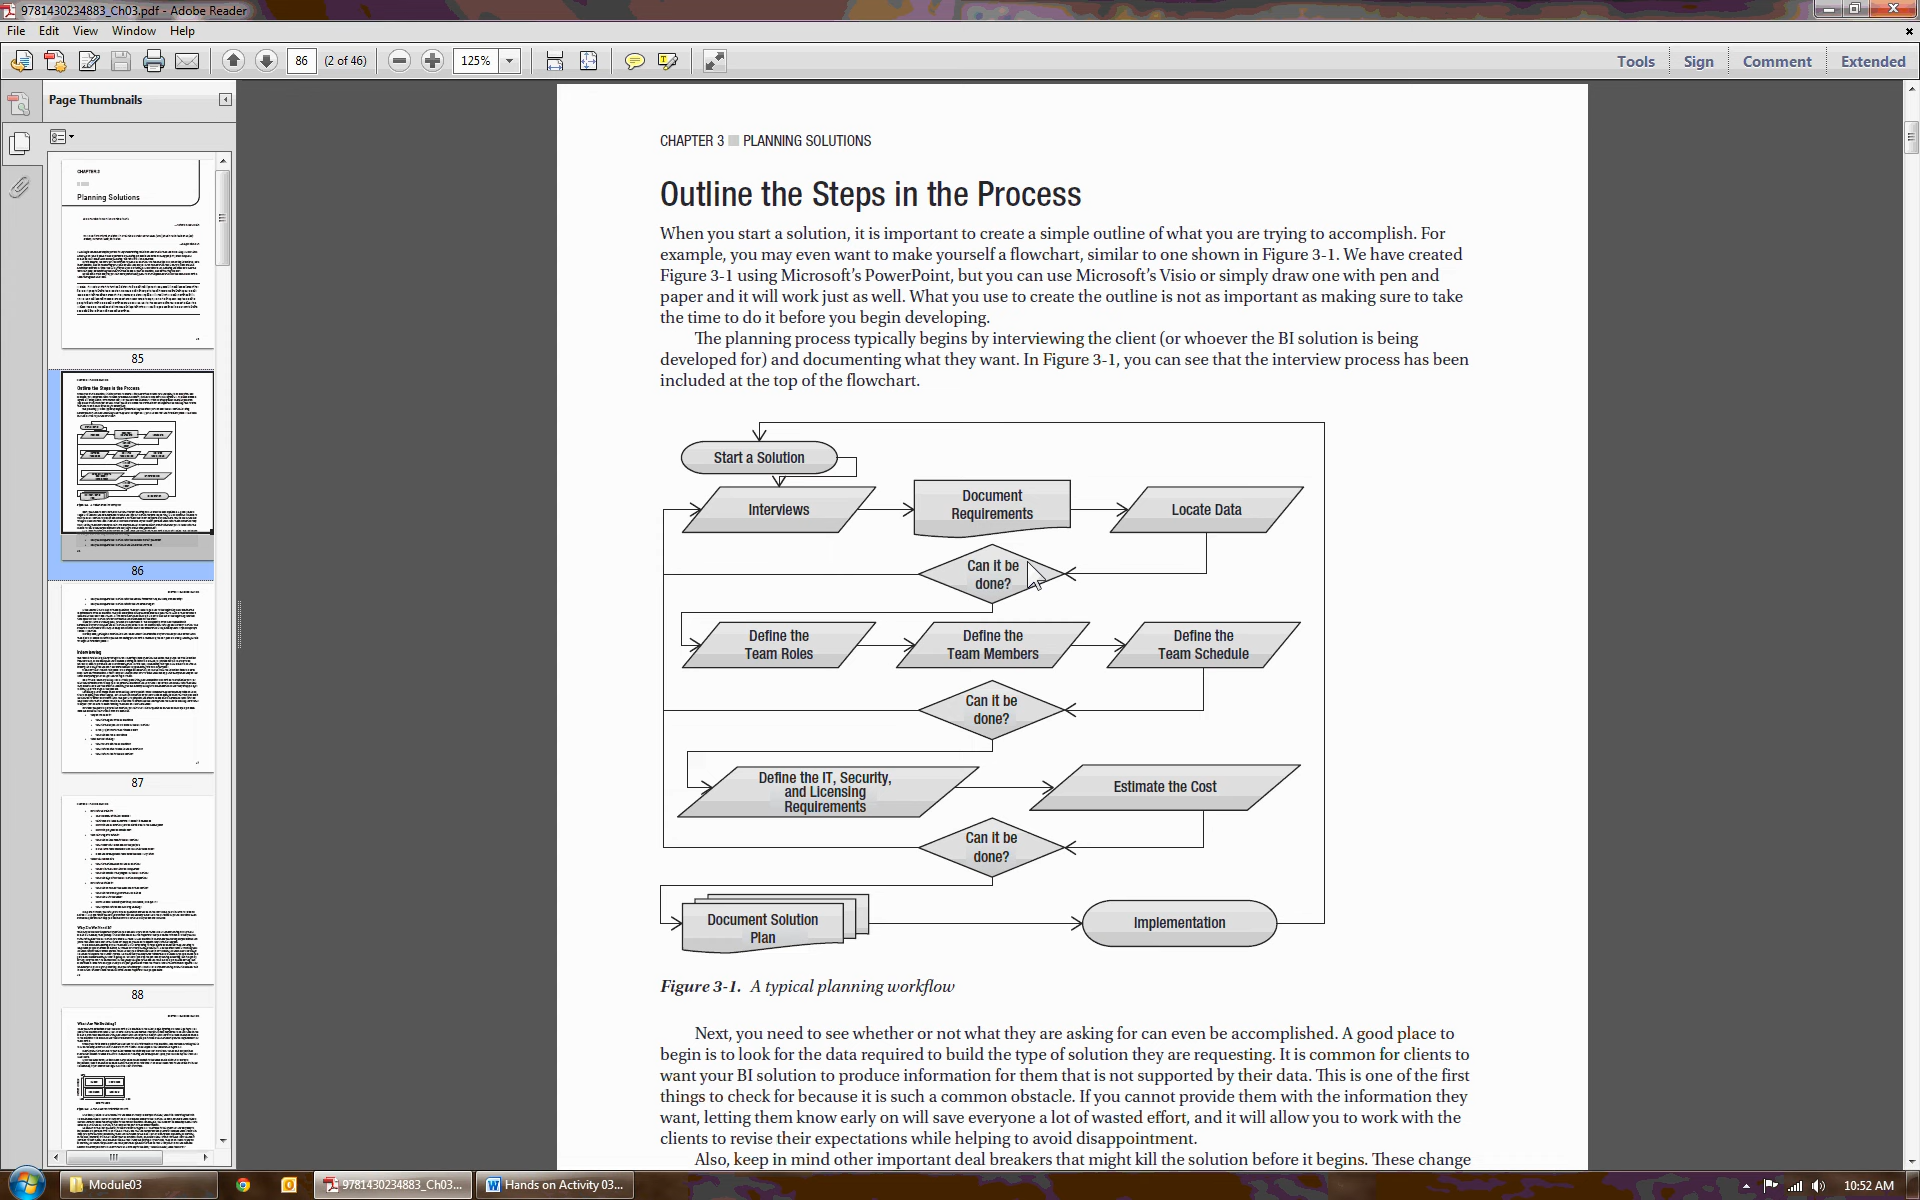 9781430234883_Ch03.pdf - Adobe Reader
File Edit View Window Help
86 (2 of 46) 125% Tools Sign Comment Extended
Page Thumbnails
CHAPTER 3
Planning Solutions
85
Outline the Steps in the Process
86
Interviewing
87
88
CHAPTER 3 PLANNING SOLUTIONS
Outline the Steps in the Process
When you start a solution, it is important to create a simple outline of what you are trying to accomplish. For
example, you may even want to make yourself a flowchart, similar to one shown in Figure 3-1. We have created
Figure 3-1 using Microsoft's PowerPoint, but you can use Microsoft's Visio or simply draw one with pen and
paper and it will work just as well. What you use to create the outline is not as important as making sure to take
the time to do it before you begin developing.
The planning process typically begins by interviewing the client (or whoever the BI solution is being
developed for) and documenting what they want. In Figure 3-1, you can see that the interview process has been
included at the top of the flowchart.
Start a Solution
Interviews
Document
Requirements
Locate Data
Can it be
done?
Define the
Team Roles
Define the
Team Members
Define the
Team Schedule
Can it be
done?
Define the IT, Security,
and Licensing
Requirements
Estimate the Cost
Can it be
done?
Document Solution
Plan
Implementation
Figure 3-1. A typical planning workflow
Next, you need to see whether or not what they are asking for can even be accomplished. A good place to
begin is to look for the data required to build the type of solution they are requesting. It is common for clients to
want your BI solution to produce information for them that is not supported by their data. This is one of the first
things to check for because it is such a common obstacle. If you cannot provide them with the information they
want, letting them know early on will save everyone a lot of wasted effort, and it will allow you to work with the
clients to revise their expectations while helping to avoid disappointment.
Also, keep in mind other important deal breakers that might kill the solution before it begins. These change
Module03
9781430234883_Ch03...
Hands on Activity 03...
10:52 AM